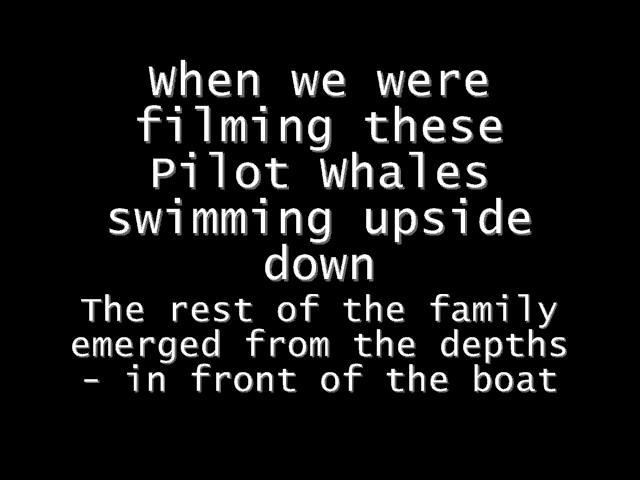 When we were
filming these
Pilot Whales
swimming upside
down
The rest of the family
emerged from the depths
- in front of the boat